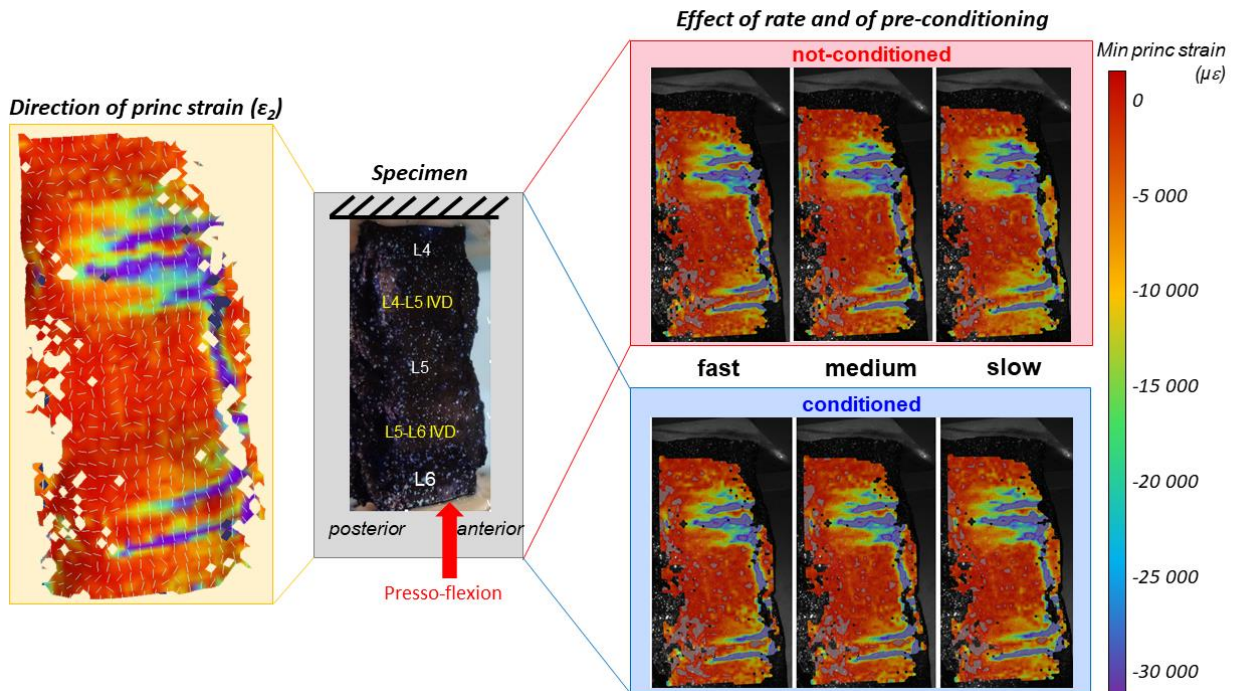 Effect of rate and of pre-conditioning
Direction of princ strain (ε₂)
Specimen
L4
L4-L5 IVD
L5
L5-L6 IVD
L6
posterior
anterior
Presso-flexion
not-conditioned
fast
medium
slow
conditioned
Min princ strain
(με)
0
-5 000
-10 000
-15 000
-20 000
-25 000
-30 000